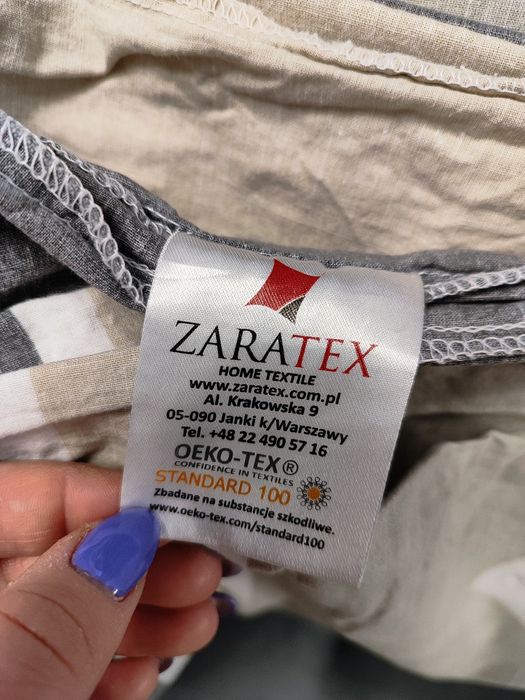 ZARATEX
HOME TEXTILE
www.zaratex.com.pl
Al. Krakowska 9
05-090 Janki k/Warszawy
Tel. +48 22 490 57 16
OEKO-TEX®
CONFIDENCE IN TEXTILES
STANDARD 100
Zbadane na substancje szkodliwe.
www.oeko-tex.com/standard100